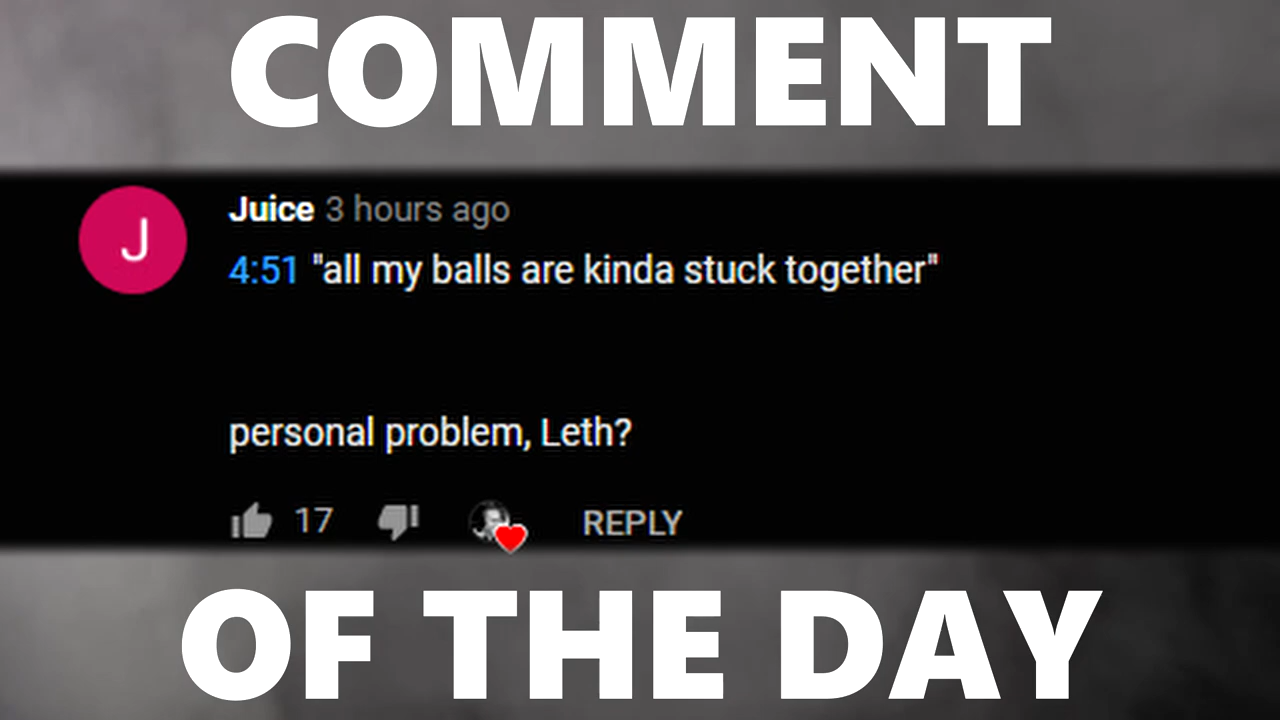 COMMENT
J
Juice 3 hours ago
4:51 "all my balls are kinda stuck together"
personal problem, Leth?
17 REPLY
OF THE DAY